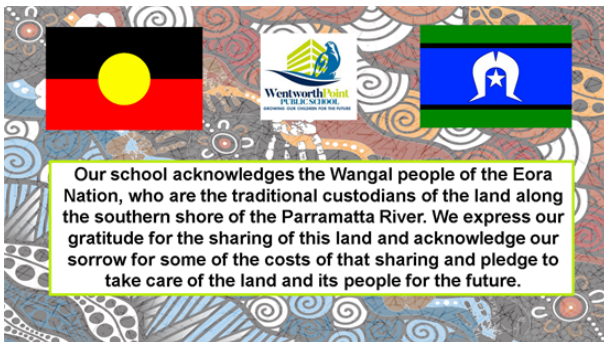 WentworthPoint
PUBLIC SCHOOL
GROWING OUR CHILDREN FOR THE FUTURE
Our school acknowledges the Wangal people of the Eora
Nation, who are the traditional custodians of the land along
the southern shore of the Parramatta River. We express our
gratitude for the sharing of this land and acknowledge our
sorrow for some of the costs of that sharing and pledge to
take care of the land and its people for the future.